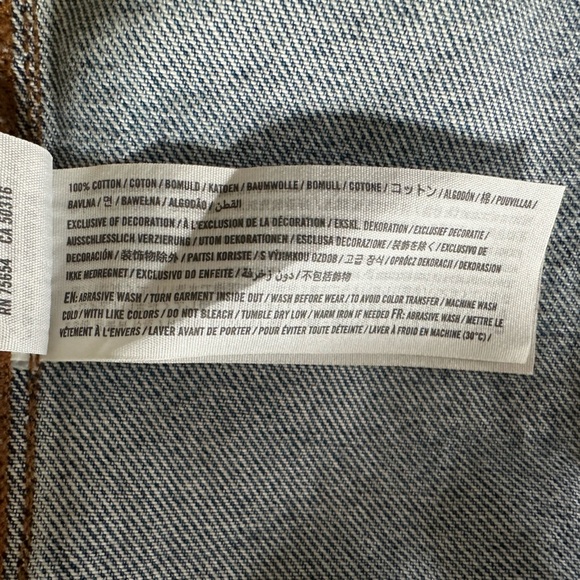 100% COTTON / COTON / BOMULD / KATOEN / BAUMWOLLE / BOMULL / COTONE / コットン / ALGODÓN / 棉 / PUUVILLAA /
BAVLNA / 면 / BAWEŁNA / ALGODÃO / القطن
EXCLUSIVE OF DECORATION / À L'EXCLUSION DE LA DÉCORATION / EKSKL. DEKORATION / EXCLUSIEF DECORATIE /
AUSSCHLIESSLICH VERZIERUNG / UTOM DEKORATIONEN / ESCLUSA DECORAZIONE / 装飾を除く / EXCLUSIVO DE
DECORACIÓN / 装饰物除外 / PAITSI KORISTE / S VÝJIMKOU OZDOB / 고급 장식 / OPRÓCZ DEKORACJI / DEKORASJON
IKKE MEDREGNET / EXCLUSIVO DO ENFEITE / دون زخرفة / 不包括飾物
EN: ABRASIVE WASH / TURN GARMENT INSIDE OUT / WASH BEFORE WEAR / TO AVOID COLOR TRANSFER / MACHINE WASH
COLD / WITH LIKE COLORS / DO NOT BLEACH / TUMBLE DRY LOW / WARM IRON IF NEEDED FR: ABRASIVE WASH / METTRE LE
VÊTEMENT À L'ENVERS / LAVER AVANT DE PORTER / POUR ÉVITER TOUTE DÉTEINTE / LAVER À FROID EN MACHINE (30°C) /
RN 75654 CA 50316